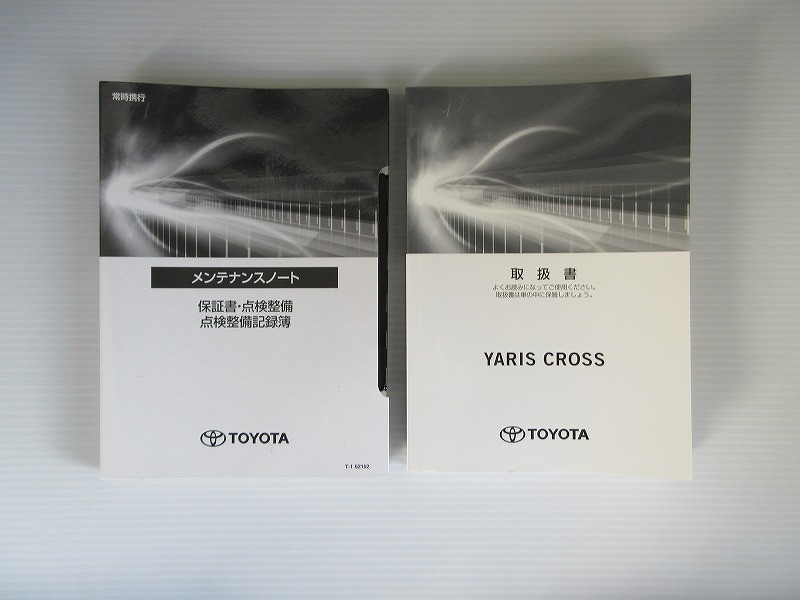 常時携行
メンテナンスノート
保証書・点検整備
点検整備記録簿
TOYOTA
T-1 02102
取扱書
よくお読みになってご使用ください。
取扱書は車の中に保管しましょう。
YARIS CROSS
TOYOTA